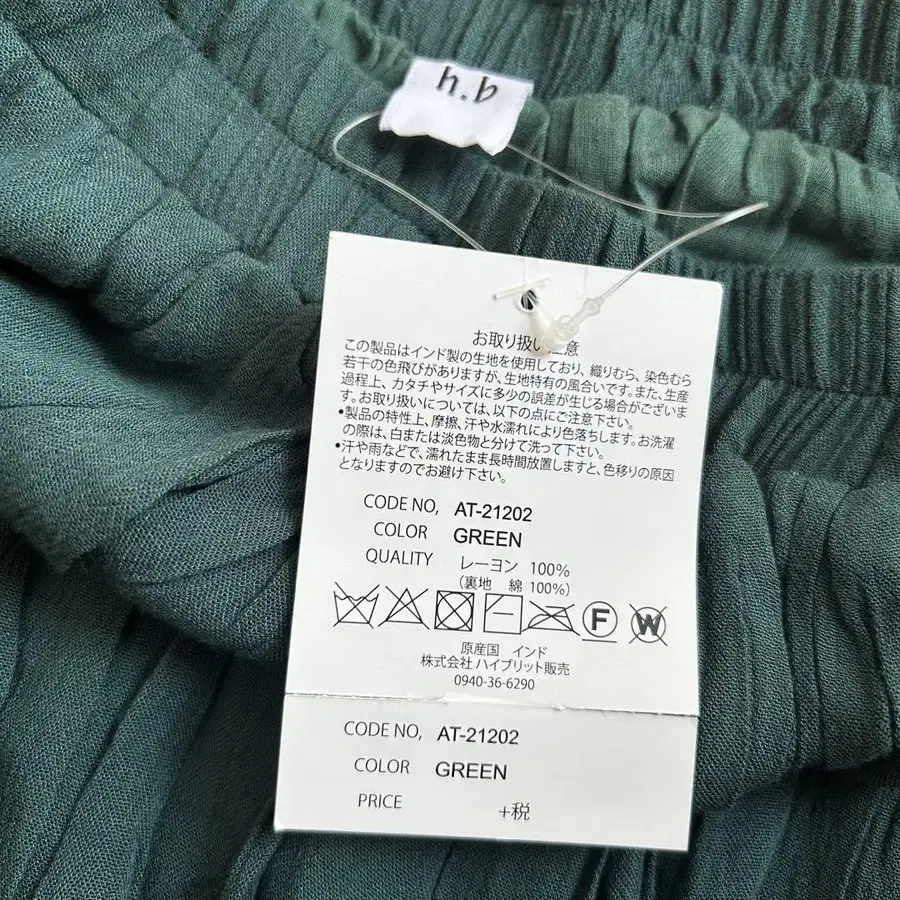 h.b
お取り扱い注意
この製品はインド製の生地を使用しており、織りむら、染色むら
若干の色飛びがありますが、生地特有の風合いです。また、生産
過程上、カタチやサイズに多少の誤差が生じる場合がございま
す。お取り扱いについては、以下の点にご注意下さい。
•製品の特性上、摩擦、汗や水濡れにより色落ちします。お洗濯
の際は、白または淡色物と分けて洗って下さい。
•汗や雨などで、濡れたまま長時間放置しますと、色移りの原因
となりますのでお避け下さい。
CODE NO, AT-21202
COLOR GREEN
QUALITY レーヨン 100%
(裏地 綿 100%)
F W
原産国 インド
株式会社 ハイブリット販売
0940-36-6290
CODE NO, AT-21202
COLOR GREEN
PRICE +税